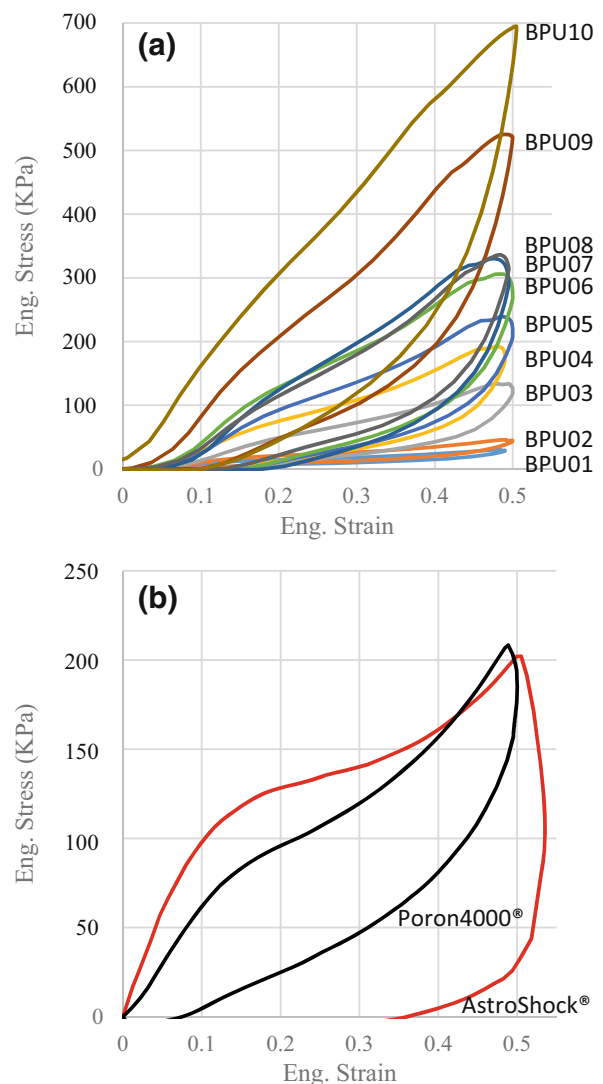 (a)
700
600
500
400
300
200
100
0
Eng. Stress (KPa)
BPU10
BPU09
BPU08
BPU07
BPU06
BPU05
BPU04
BPU03
BPU02
BPU01
0 0.1 0.2 0.3 0.4 0.5
Eng. Strain
(b)
250
200
150
100
50
0
Eng. Stress (KPa)
Poron4000®
AstroShock®
0 0.1 0.2 0.3 0.4 0.5
Eng. Strain